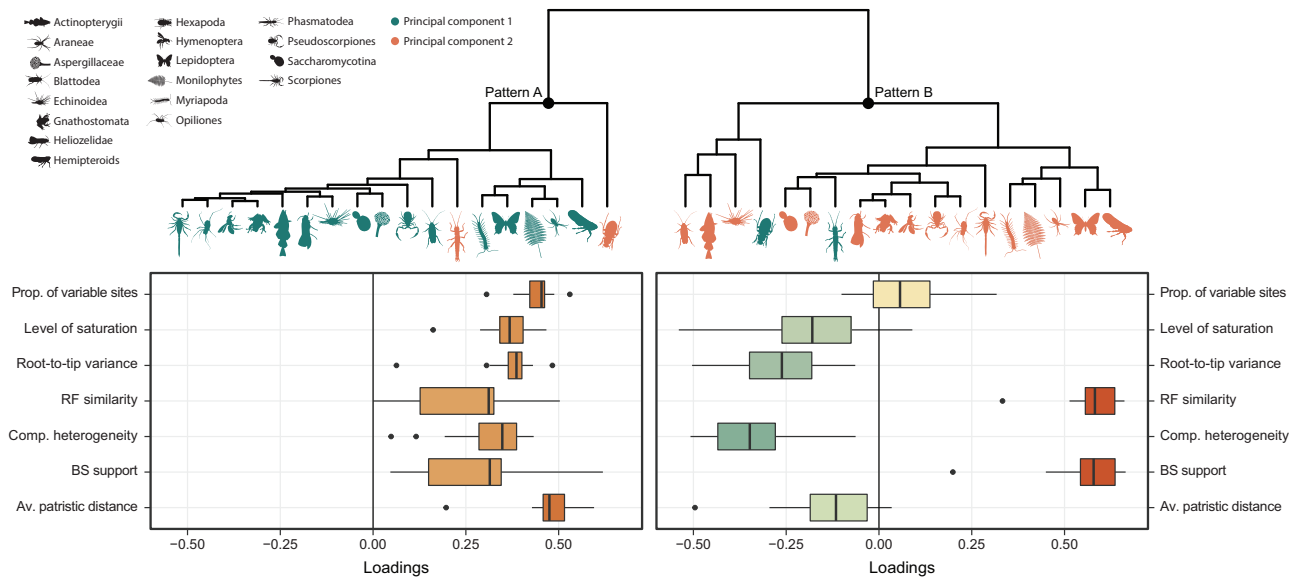 Actinopterygii
Araneae
Aspergillaceae
Blattodea
Echinoidea
Gnathostomata
Heliozelidae
Hemipteroids
Hexapoda
Hymenoptera
Lepidoptera
Monilophytes
Myriapoda
Opiliones
Phasmatodea
Pseudoscorpiones
Saccharomycotina
Scorpiones
Principal component 1
Principal component 2
Pattern A
Pattern B
Prop. of variable sites
Level of saturation
Root-to-tip variance
RF similarity
Comp. heterogeneity
BS support
Av. patristic distance
−0.50 −0.25 0.00 0.25 0.50
Loadings
Prop. of variable sites
Level of saturation
Root-to-tip variance
RF similarity
Comp. heterogeneity
BS support
Av. patristic distance
−0.50 −0.25 0.00 0.25 0.50
Loadings